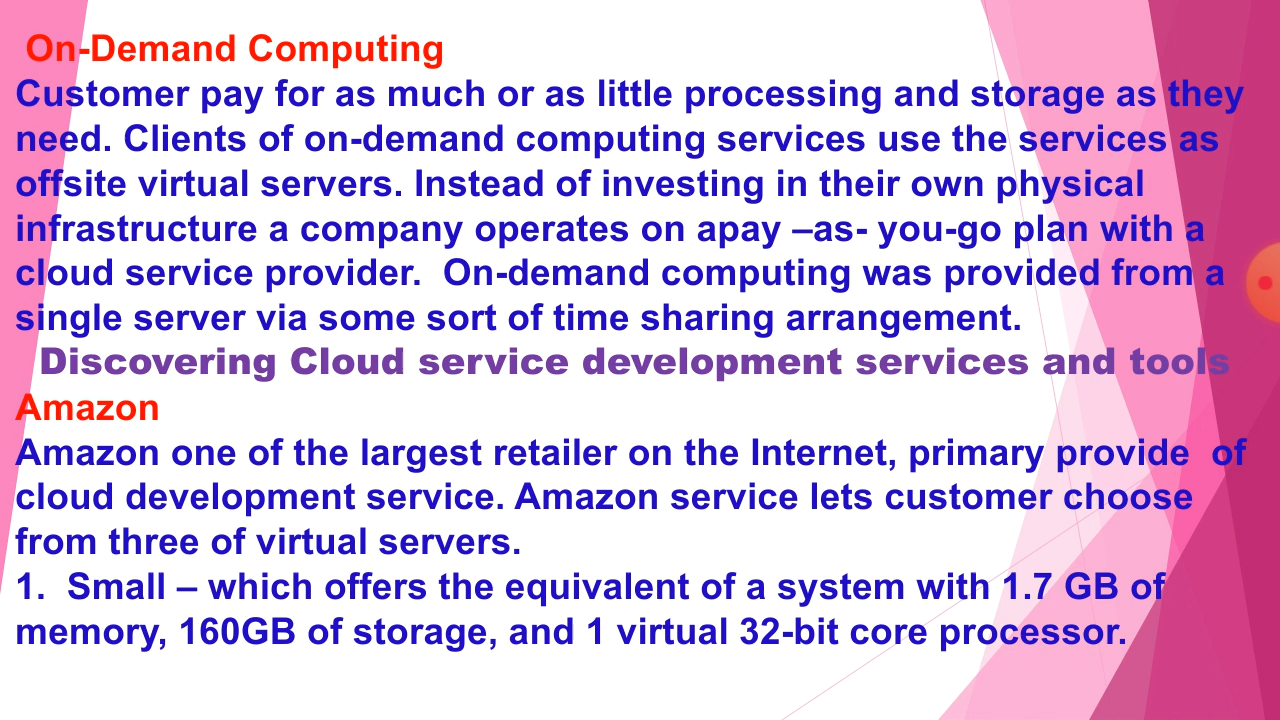 On-Demand Computing
Customer pay for as much or as little processing and storage as they
need. Clients of on-demand computing services use the services as
offsite virtual servers. Instead of investing in their own physical
infrastructure a company operates on apay –as- you-go plan with a
cloud service provider.  On-demand computing was provided from a
single server via some sort of time sharing arrangement.
Discovering Cloud service development services and tools
Amazon
Amazon one of the largest retailer on the Internet, primary provide  of
cloud development service. Amazon service lets customer choose
from three of virtual servers.
1.  Small – which offers the equivalent of a system with 1.7 GB of
memory, 160GB of storage, and 1 virtual 32-bit core processor.